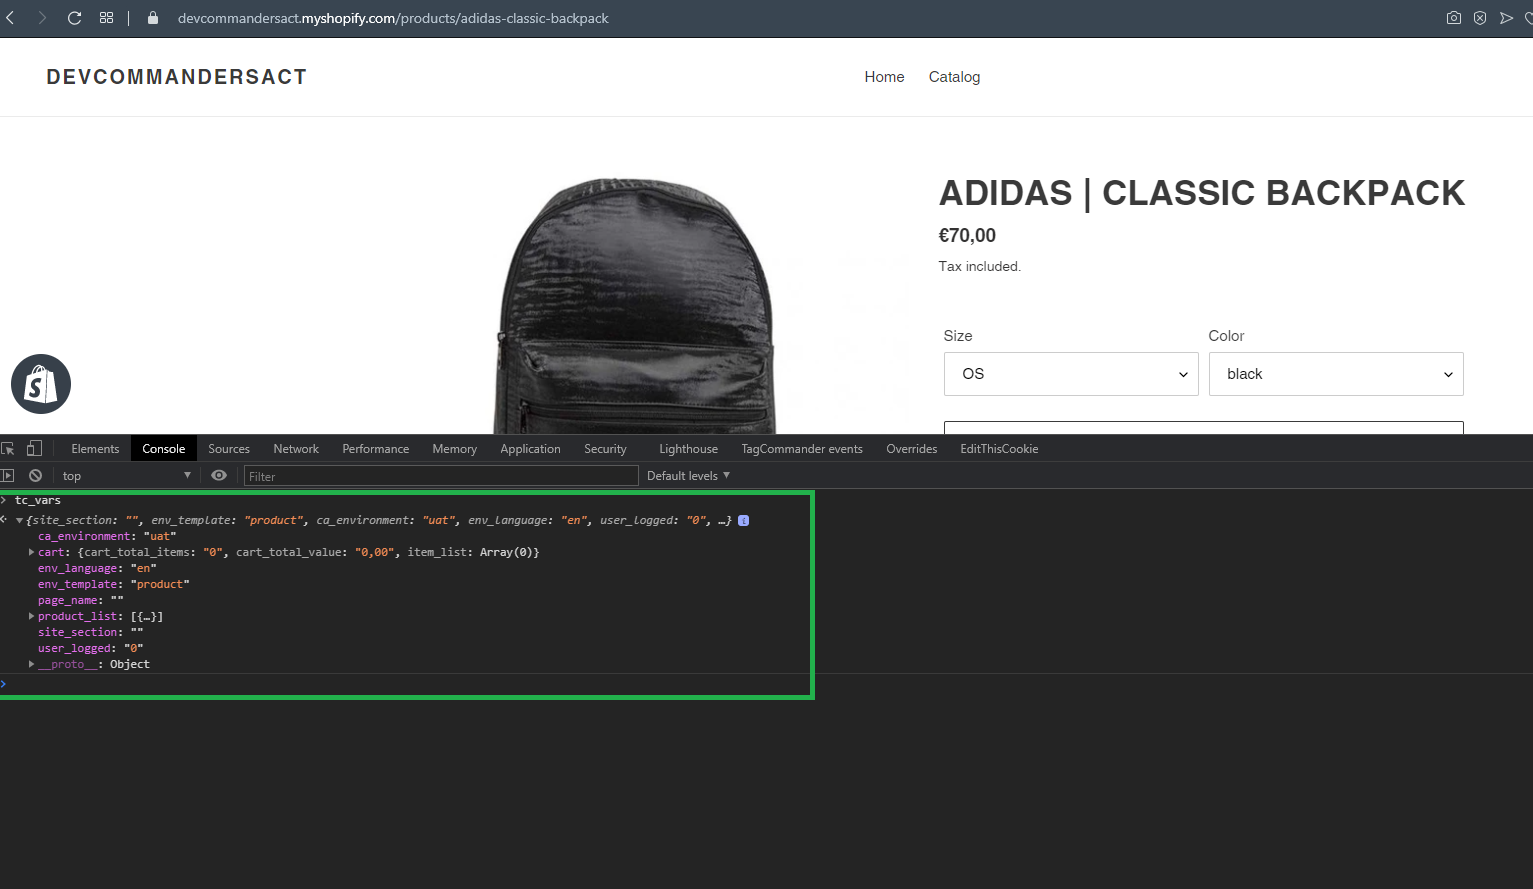 devcommandersact.myshopify.com/products/adidas-classic-backpack
DEVCOMMANDERSACT
Home Catalog
ADIDAS | CLASSIC BACKPACK
€70,00
Tax included.
Size Color
OS black
Elements Console Sources Network Performance Memory Application Security Lighthouse TagCommander events Overrides EditThisCookie
top Filter Default levels
tc_vars
{site_section: "", env_template: "product", ca_environment: "uat", env_language: "en", user_logged: "0", …}
ca_environment: "uat"
cart: {cart_total_items: "0", cart_total_value: "0,00", item_list: Array(0)}
env_language: "en"
env_template: "product"
page_name: ""
product_list: [{…}]
site_section: ""
user_logged: "0"
__proto__: Object